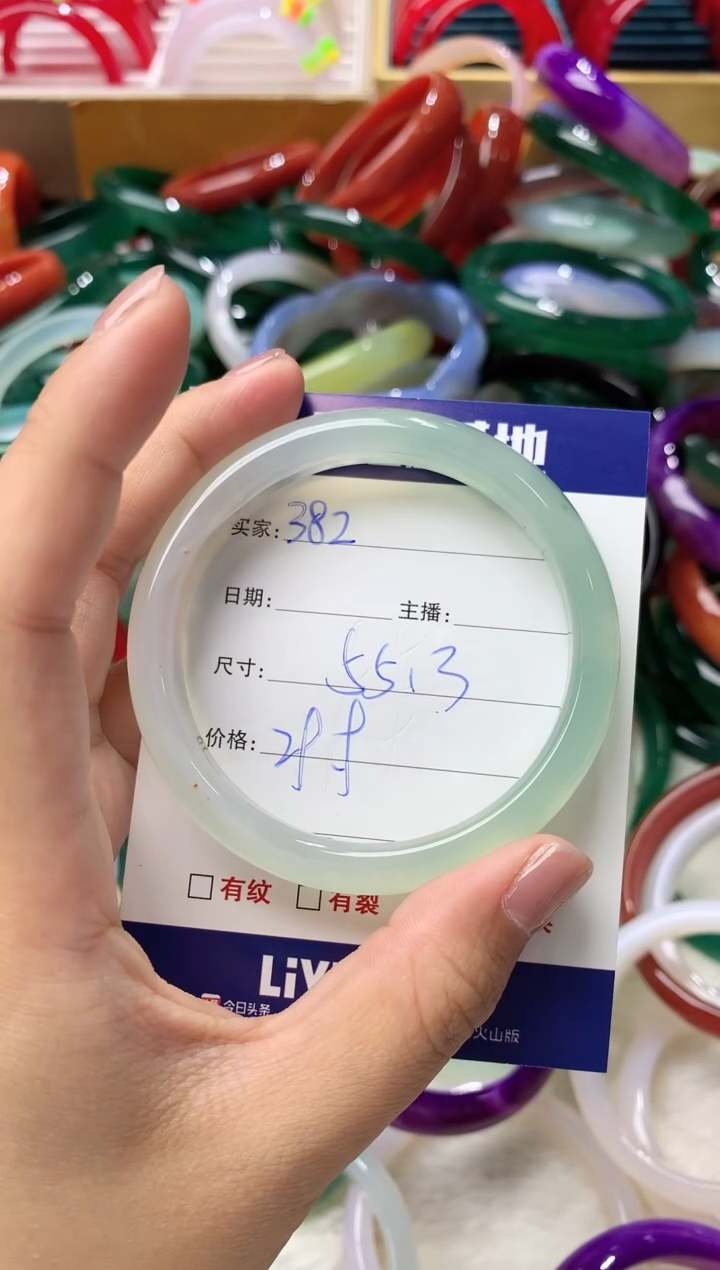 地
买家: 382
日期: 主播:
尺寸: 55.13
价格:
□有纹 □有裂
LiV
今日头条 火山版